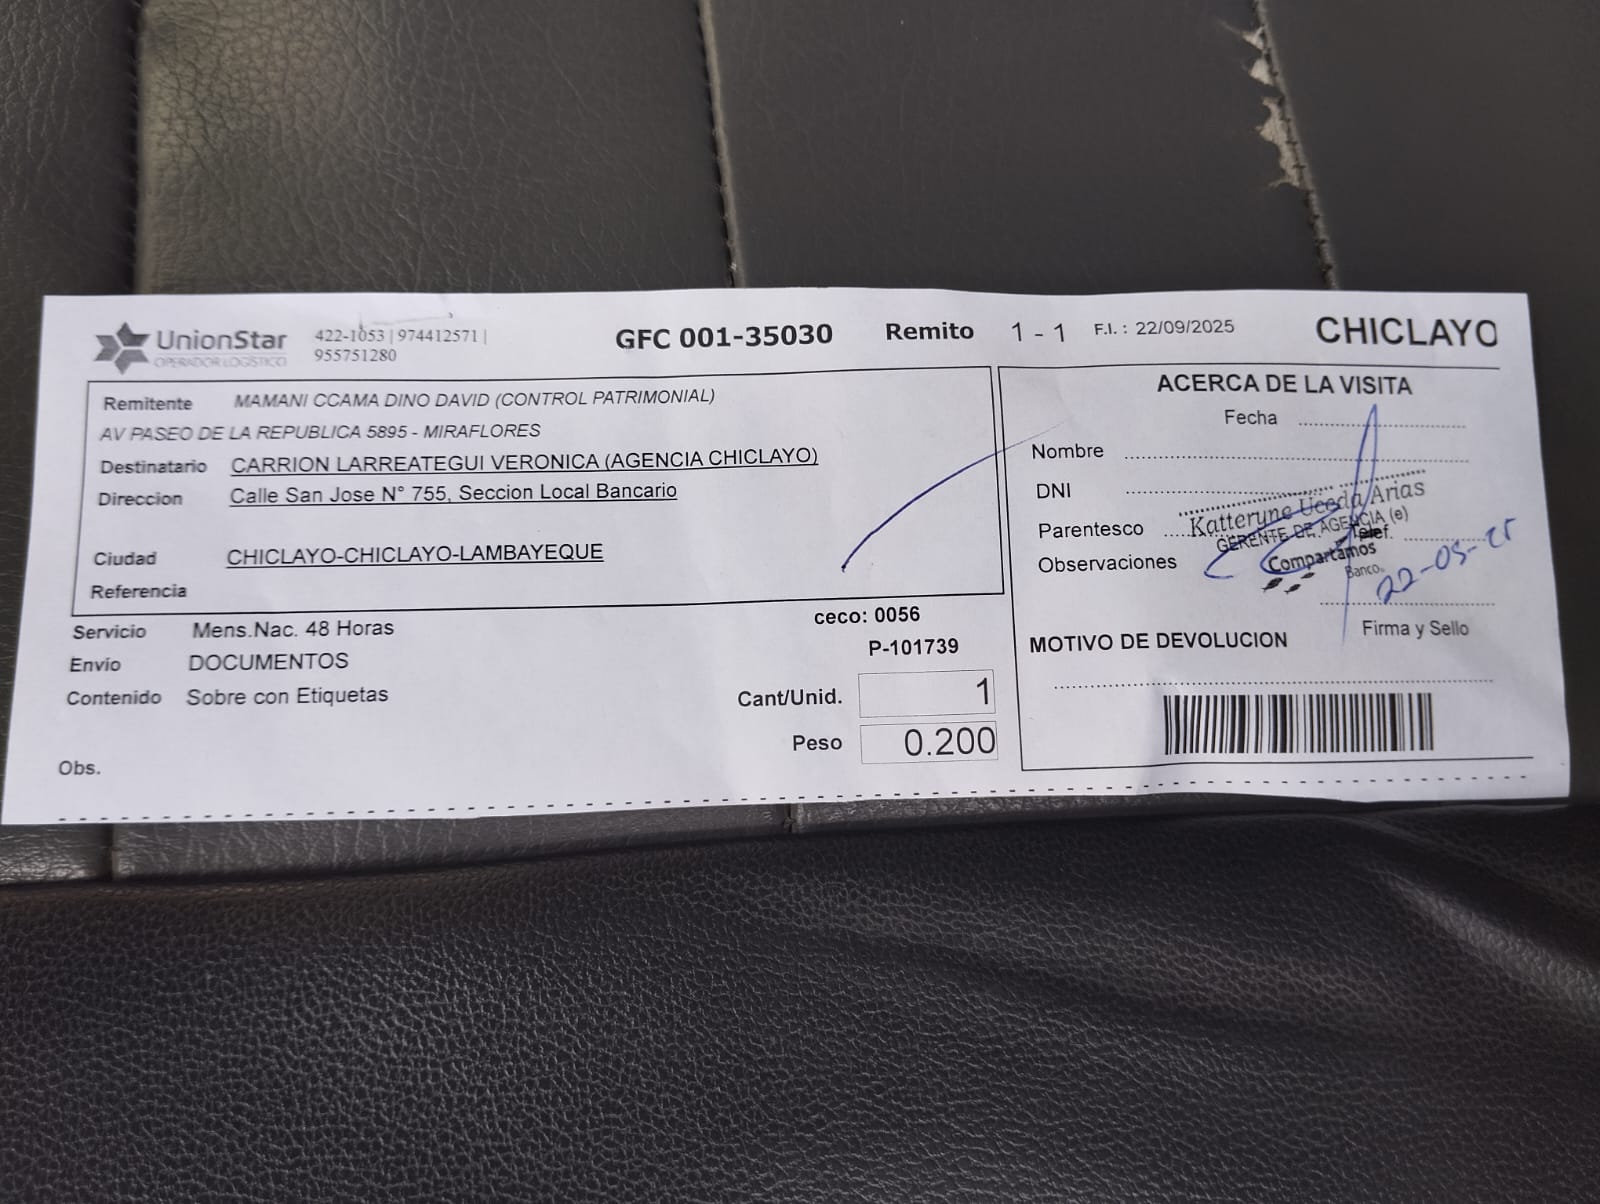 UnionStar
OPERADOR LOGÍSTICO
422-1053 | 974412571 |
955751280
GFC 001-35030 Remito 1 - 1 F.I. : 22/09/2025 CHICLAYO
Remitente MAMANI CCAMA DINO DAVID (CONTROL PATRIMONIAL)
AV PASEO DE LA REPUBLICA 5895 - MIRAFLORES
Destinatario CARRION LARREATEGUI VERONICA (AGENCIA CHICLAYO)
Direccion Calle San Jose N° 755, Seccion Local Bancario
Ciudad CHICLAYO-CHICLAYO-LAMBAYEQUE
Referencia
Servicio Mens.Nac. 48 Horas
Envio DOCUMENTOS
Contenido Sobre con Etiquetas
Obs.
ceco: 0056
P-101739
Cant/Unid. 1
Peso 0.200
ACERCA DE LA VISITA
Fecha
Nombre
DNI
Parentesco
Telef.
Observaciones
Katteryne Uceda Arias
GERENTE DE AGENCIA (e)
Compartamos
Banco
Firma y Sello
MOTIVO DE DEVOLUCION